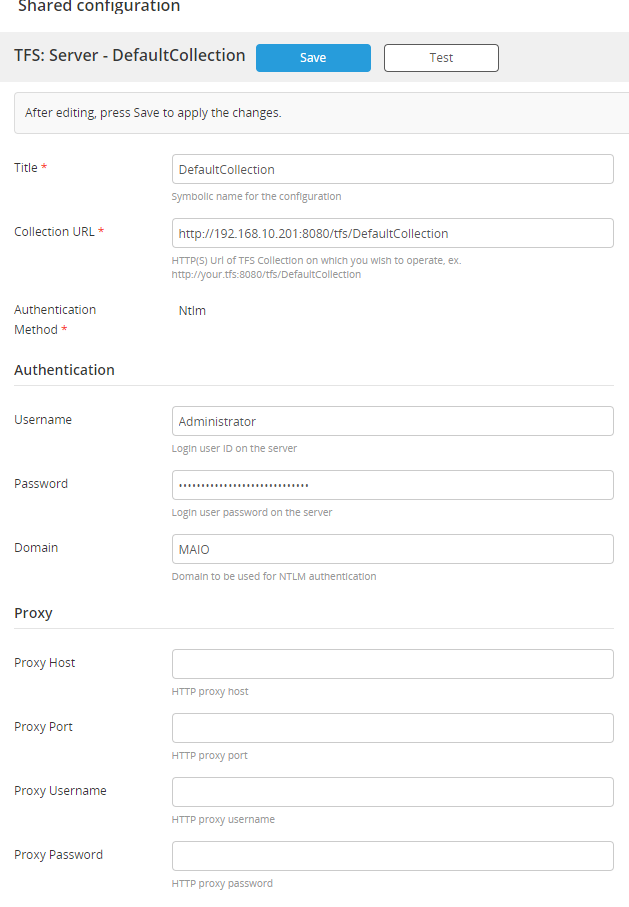 Shared configuration
TFS: Server - DefaultCollection
Save
Test
After editing, press Save to apply the changes.
Title *
DefaultCollection
Symbolic name for the configuration
Collection URL *
http://192.168.10.201:8080/tfs/DefaultCollection
HTTP(S) Url of TFS Collection on which you wish to operate, ex.
http://your.tfs:8080/tfs/DefaultCollection
Authentication
Method *
Ntlm
Authentication
Username
Administrator
Login user ID on the server
Password
•••••••••••••••••••••••••••••
Login user password on the server
Domain
MAIO
Domain to be used for NTLM authentication
Proxy
Proxy Host
HTTP proxy host
Proxy Port
HTTP proxy port
Proxy Username
HTTP proxy username
Proxy Password
HTTP proxy password